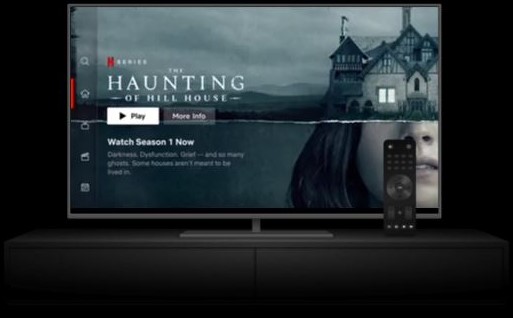 N SERIES
THE
HAUNTING
OF HILL HOUSE
Play
More Info
Watch Season 1 Now
Darkness. Dysfunction. Grief — and so many
ghosts. Some houses aren't meant to be
lived in.